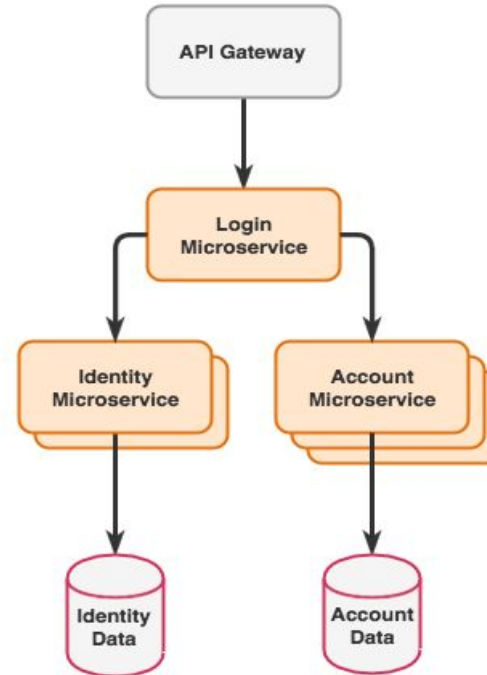 API Gateway
Login
Microservice
Identity
Microservice
Account
Microservice
Identity
Data
Account
Data